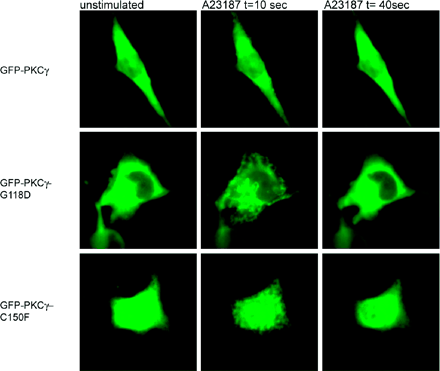 unstimulated
A23187 t=10 sec
A23187 t= 40sec
GFP-PKCγ
GFP-PKCγ-
G118D
GFP-PKCγ–
C150F